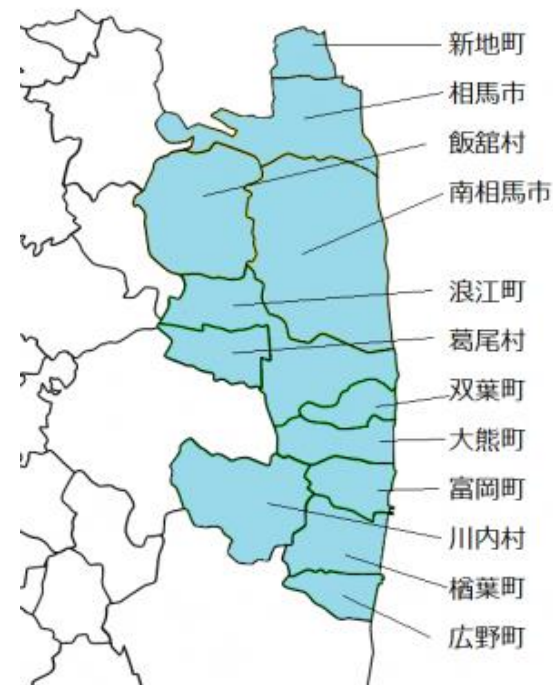 新地町
相馬市
飯舘村
南相馬市
浪江町
葛尾村
双葉町
大熊町
富岡町
川内村
楢葉町
広野町